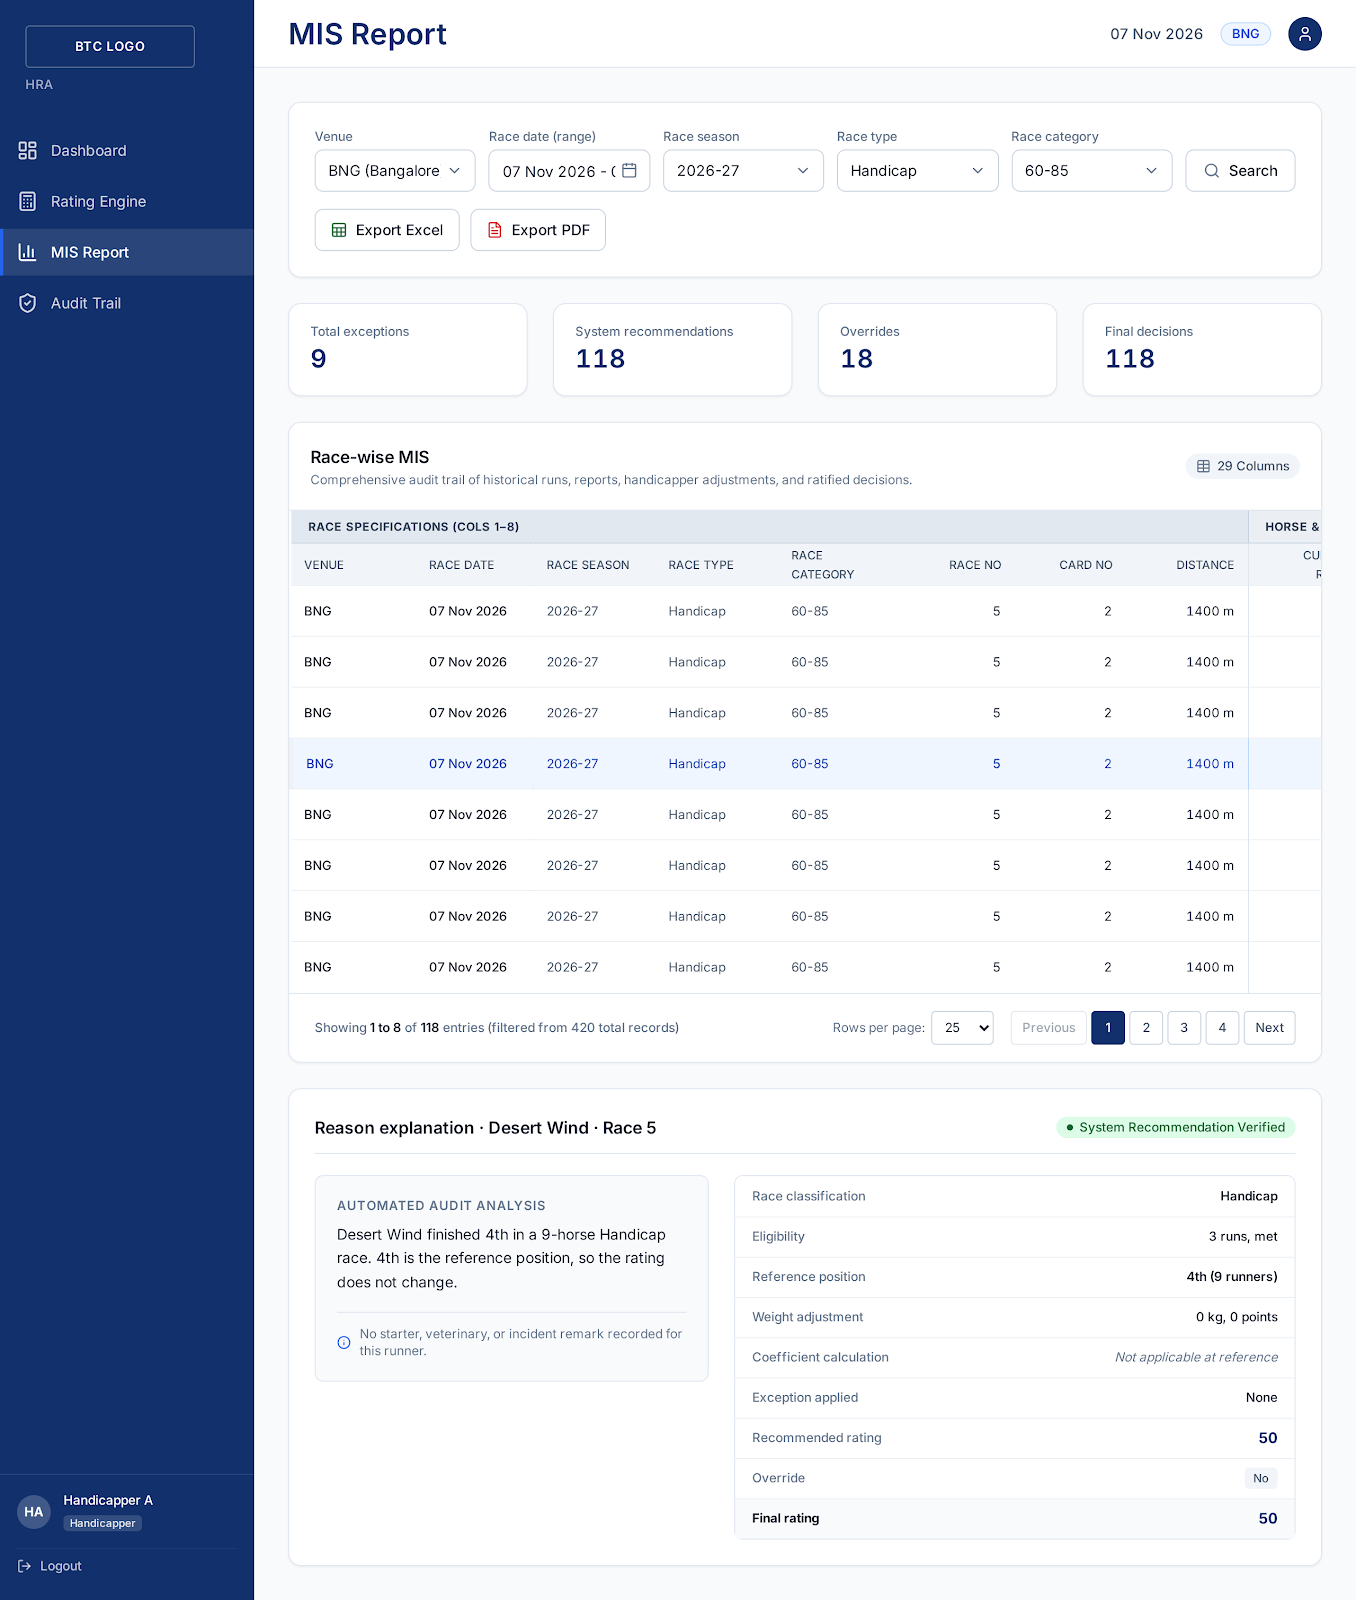 BTC LOGO
HRA
Dashboard
Rating Engine
MIS Report
Audit Trail
HA
Handicapper A
Handicapper
Logout
MIS Report
07 Nov 2026
BNG
Venue
Race date (range)
Race season
Race type
Race category
BNG (Bangalore
07 Nov 2026 - 0
2026-27
Handicap
60-85
Search
Export Excel
Export PDF
Total exceptions
9
System recommendations
118
Overrides
18
Final decisions
118
Race-wise MIS
Comprehensive audit trail of historical runs, reports, handicapper adjustments, and ratified decisions.
29 Columns
RACE SPECIFICATIONS (COLS 1–8) HORSE &
VENUE RACE DATE RACE SEASON RACE TYPE RACE CATEGORY RACE NO CARD NO DISTANCE CU R
BNG 07 Nov 2026 2026-27 Handicap 60-85 5 2 1400 m
BNG 07 Nov 2026 2026-27 Handicap 60-85 5 2 1400 m
BNG 07 Nov 2026 2026-27 Handicap 60-85 5 2 1400 m
BNG 07 Nov 2026 2026-27 Handicap 60-85 5 2 1400 m
BNG 07 Nov 2026 2026-27 Handicap 60-85 5 2 1400 m
BNG 07 Nov 2026 2026-27 Handicap 60-85 5 2 1400 m
BNG 07 Nov 2026 2026-27 Handicap 60-85 5 2 1400 m
BNG 07 Nov 2026 2026-27 Handicap 60-85 5 2 1400 m
Showing 1 to 8 of 118 entries (filtered from 420 total records)
Rows per page: 25 Previous 1 2 3 4 Next
Reason explanation · Desert Wind · Race 5
System Recommendation Verified
AUTOMATED AUDIT ANALYSIS
Desert Wind finished 4th in a 9-horse Handicap
race. 4th is the reference position, so the rating
does not change.
No starter, veterinary, or incident remark recorded for
this runner.
Race classification Handicap
Eligibility 3 runs, met
Reference position 4th (9 runners)
Weight adjustment 0 kg, 0 points
Coefficient calculation Not applicable at reference
Exception applied None
Recommended rating 50
Override No
Final rating 50